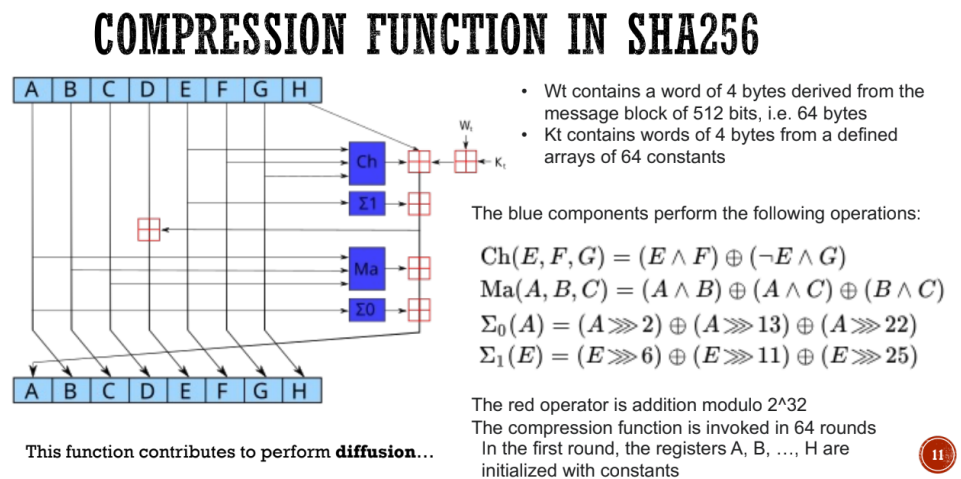 COMPRESSION FUNCTION IN SHA256
A B C D E F G H
Wt
Kt
Ch
Σ1
Ma
Σ0
A B C D E F G H
This function contributes to perform diffusion…
• Wt contains a word of 4 bytes derived from the
message block of 512 bits, i.e. 64 bytes
• Kt contains words of 4 bytes from a defined
arrays of 64 constants
The blue components perform the following operations:
Ch(E, F, G) = (E ∧ F) ⊕ (¬E ∧ G)
Ma(A, B, C) = (A ∧ B) ⊕ (A ∧ C) ⊕ (B ∧ C)
Σ₀(A) = (A⋙2) ⊕ (A⋙13) ⊕ (A⋙22)
Σ₁(E) = (E⋙6) ⊕ (E⋙11) ⊕ (E⋙25)
The red operator is addition modulo 2^32
The compression function is invoked in 64 rounds
In the first round, the registers A, B, …, H are
initialized with constants
11